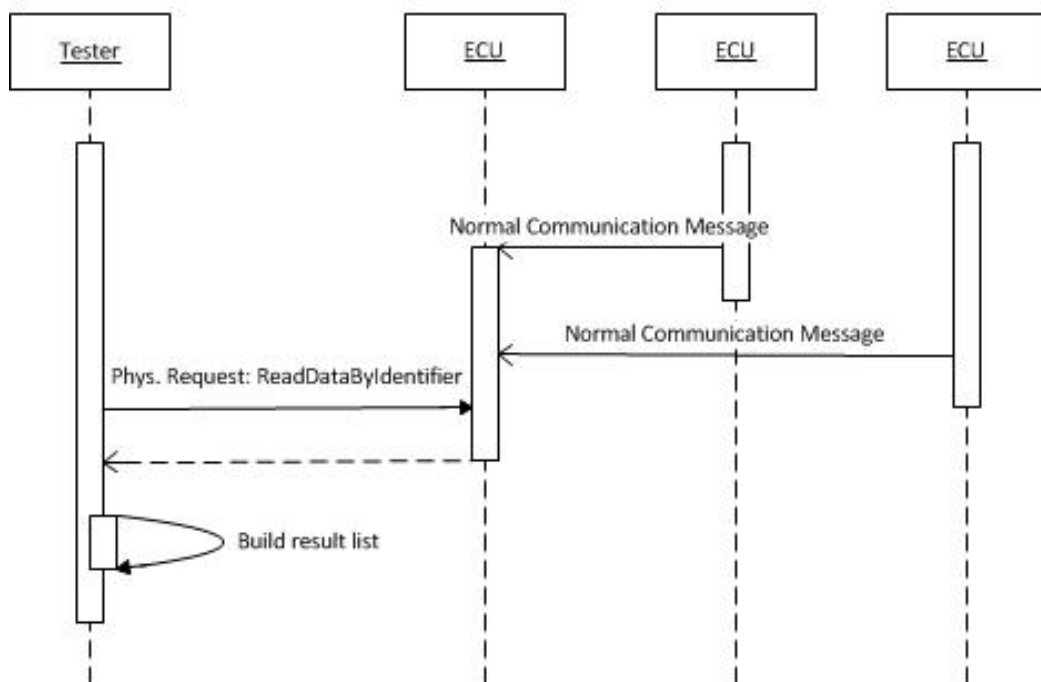 Tester
ECU
ECU
ECU
Normal Communication Message
Normal Communication Message
Phys. Request: ReadDataByIdentifier
Build result list